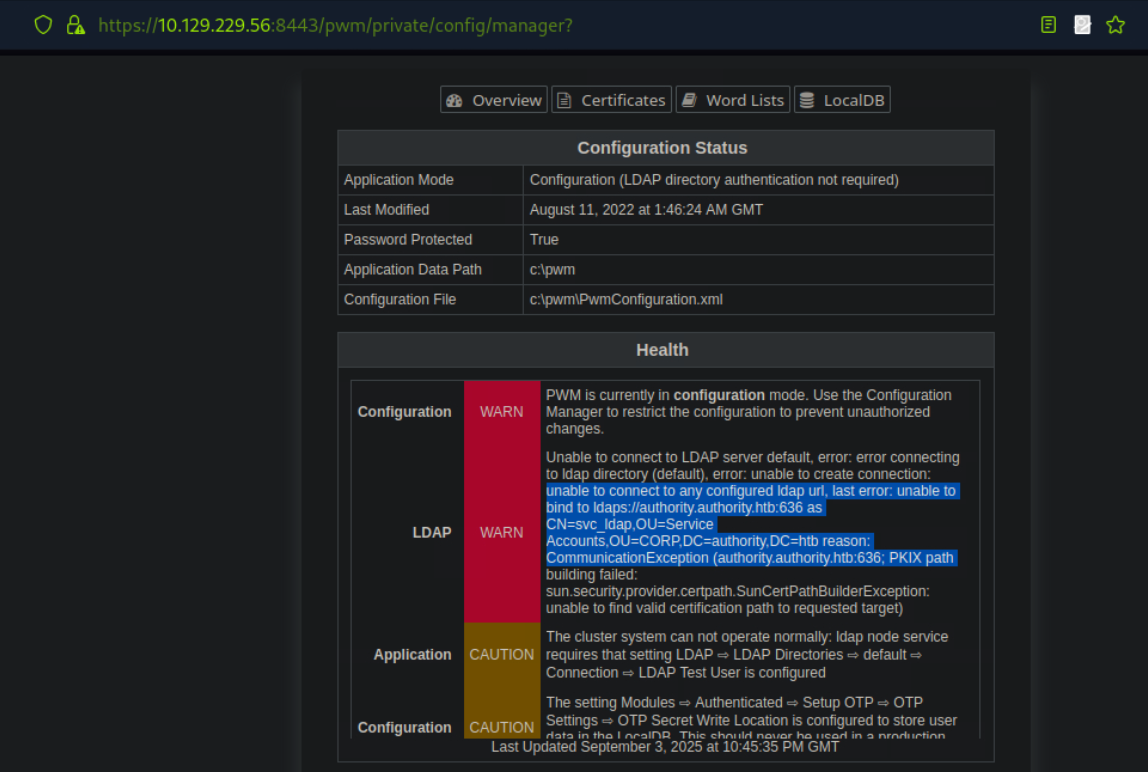 https://10.129.229.56:8443/pwm/private/config/manager?
Overview
Certificates
Word Lists
LocalDB
Configuration Status
Application Mode
Configuration (LDAP directory authentication not required)
Last Modified
August 11, 2022 at 1:46:24 AM GMT
Password Protected
True
Application Data Path
c:\pwm
Configuration File
c:\pwm\PwmConfiguration.xml
Health
Configuration
WARN
PWM is currently in configuration mode. Use the Configuration
Manager to restrict the configuration to prevent unauthorized
changes.
LDAP
WARN
Unable to connect to LDAP server default, error: error connecting
to ldap directory (default), error: unable to create connection:
unable to connect to any configured ldap url, last error: unable to
bind to ldaps://authority.authority.htb:636 as
CN=svc_ldap,OU=Service
Accounts,OU=CORP,DC=authority,DC=htb reason:
CommunicationException (authority.authority.htb:636; PKIX path
building failed:
sun.security.provider.certpath.SunCertPathBuilderException:
unable to find valid certification path to requested target)
Application
CAUTION
The cluster system can not operate normally: ldap node service
requires that setting LDAP ⇨ LDAP Directories ⇨ default ⇨
Connection ⇨ LDAP Test User is configured
Configuration
CAUTION
The setting Modules ⇨ Authenticated ⇨ Setup OTP ⇨ OTP
Settings ⇨ OTP Secret Write Location is configured to store user
data in the LocalDB. This should never be used in a production
Last Updated September 3, 2025 at 10:45:35 PM GMT